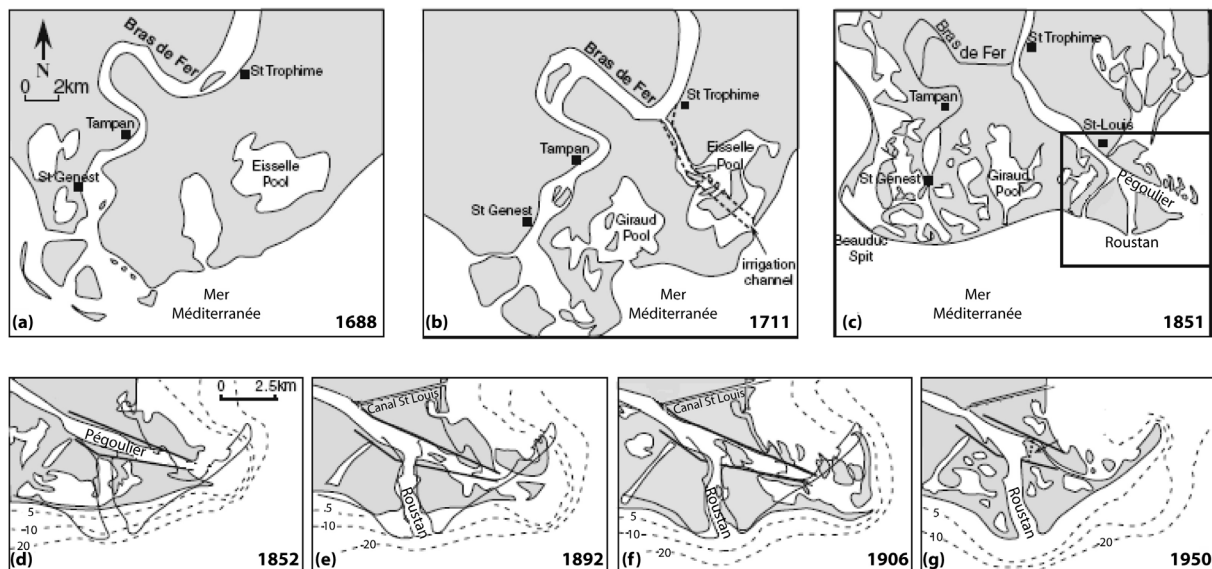 N
0 2km
Bras de Fer
St Trophime
Tampan
St Genest
Eisselle
Pool
Mer
Méditerranée
(a)
1688
Bras de Fer
St Trophime
Tampan
Eisselle
Pool
St Genest
Giraud
Pool
irrigation
channel
Mer
Méditerranée
(b)
1711
Bras
de Fer
St Trophime
Tampan
St-Louis
St Genest
Giraud
Pool
Pégoulier
Beauduc
Spit
Roustan
Mer
Méditerranée
(c)
1851
0 2.5km
Pégoulier
5
-10
20
(d)
1852
Canal St Louis
Roustan
5
-10
-20
(e)
1892
Canal St Louis
Roustan
5
-10
-20
(f)
1906
Roustan
5
10
-20
(g)
1950